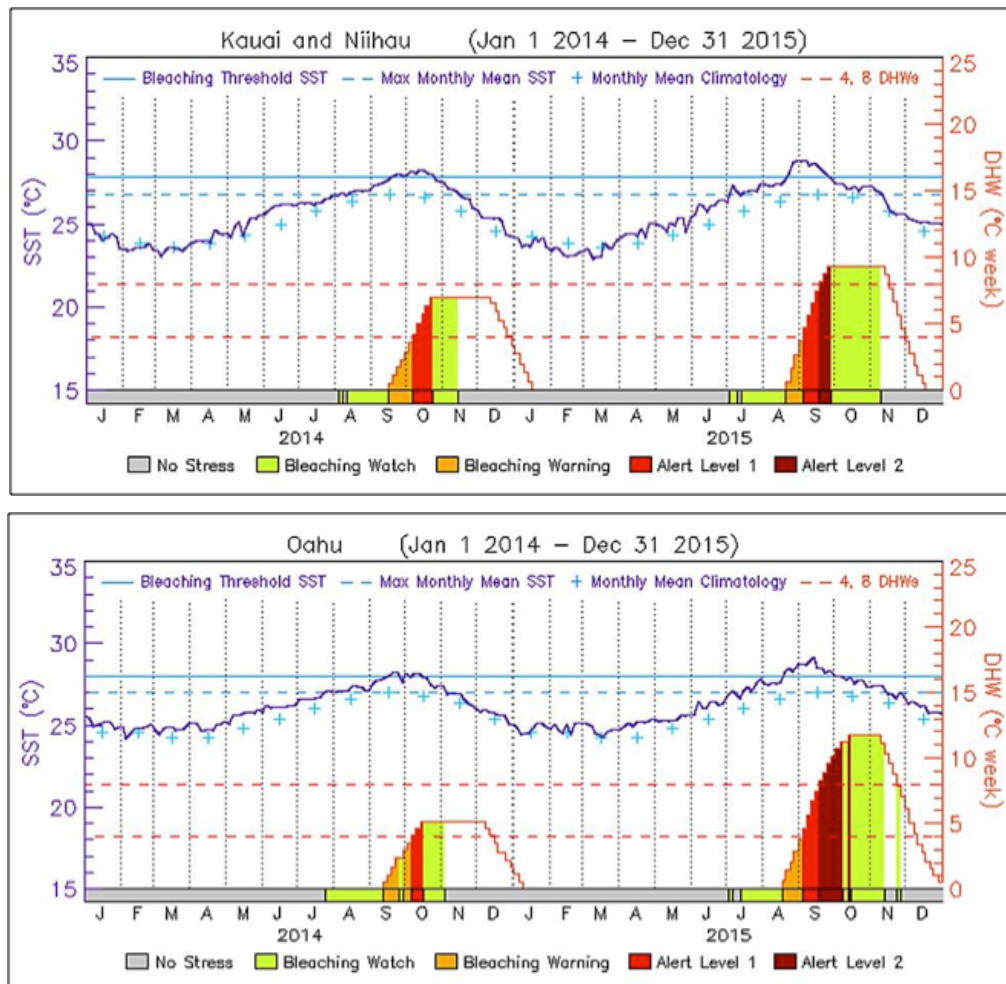 Kauai and Niihau (Jan 1 2014 – Dec 31 2015)
35
30
25
20
15
SST (°C)
Bleaching Threshold SST Max Monthly Mean SST + Monthly Mean Climatology 4, 8 DHWs
25
20
15
10
5
0
DHW (°C week)
J F M A M J J A S O N D J F M A M J J A S O N D
2014 2015
No Stress Bleaching Watch Bleaching Warning Alert Level 1 Alert Level 2
Oahu (Jan 1 2014 – Dec 31 2015)
35
30
25
20
15
SST (°C)
Bleaching Threshold SST Max Monthly Mean SST + Monthly Mean Climatology 4, 8 DHWs
25
20
15
10
5
0
DHW (°C week)
J F M A M J J A S O N D J F M A M J J A S O N D
2014 2015
No Stress Bleaching Watch Bleaching Warning Alert Level 1 Alert Level 2